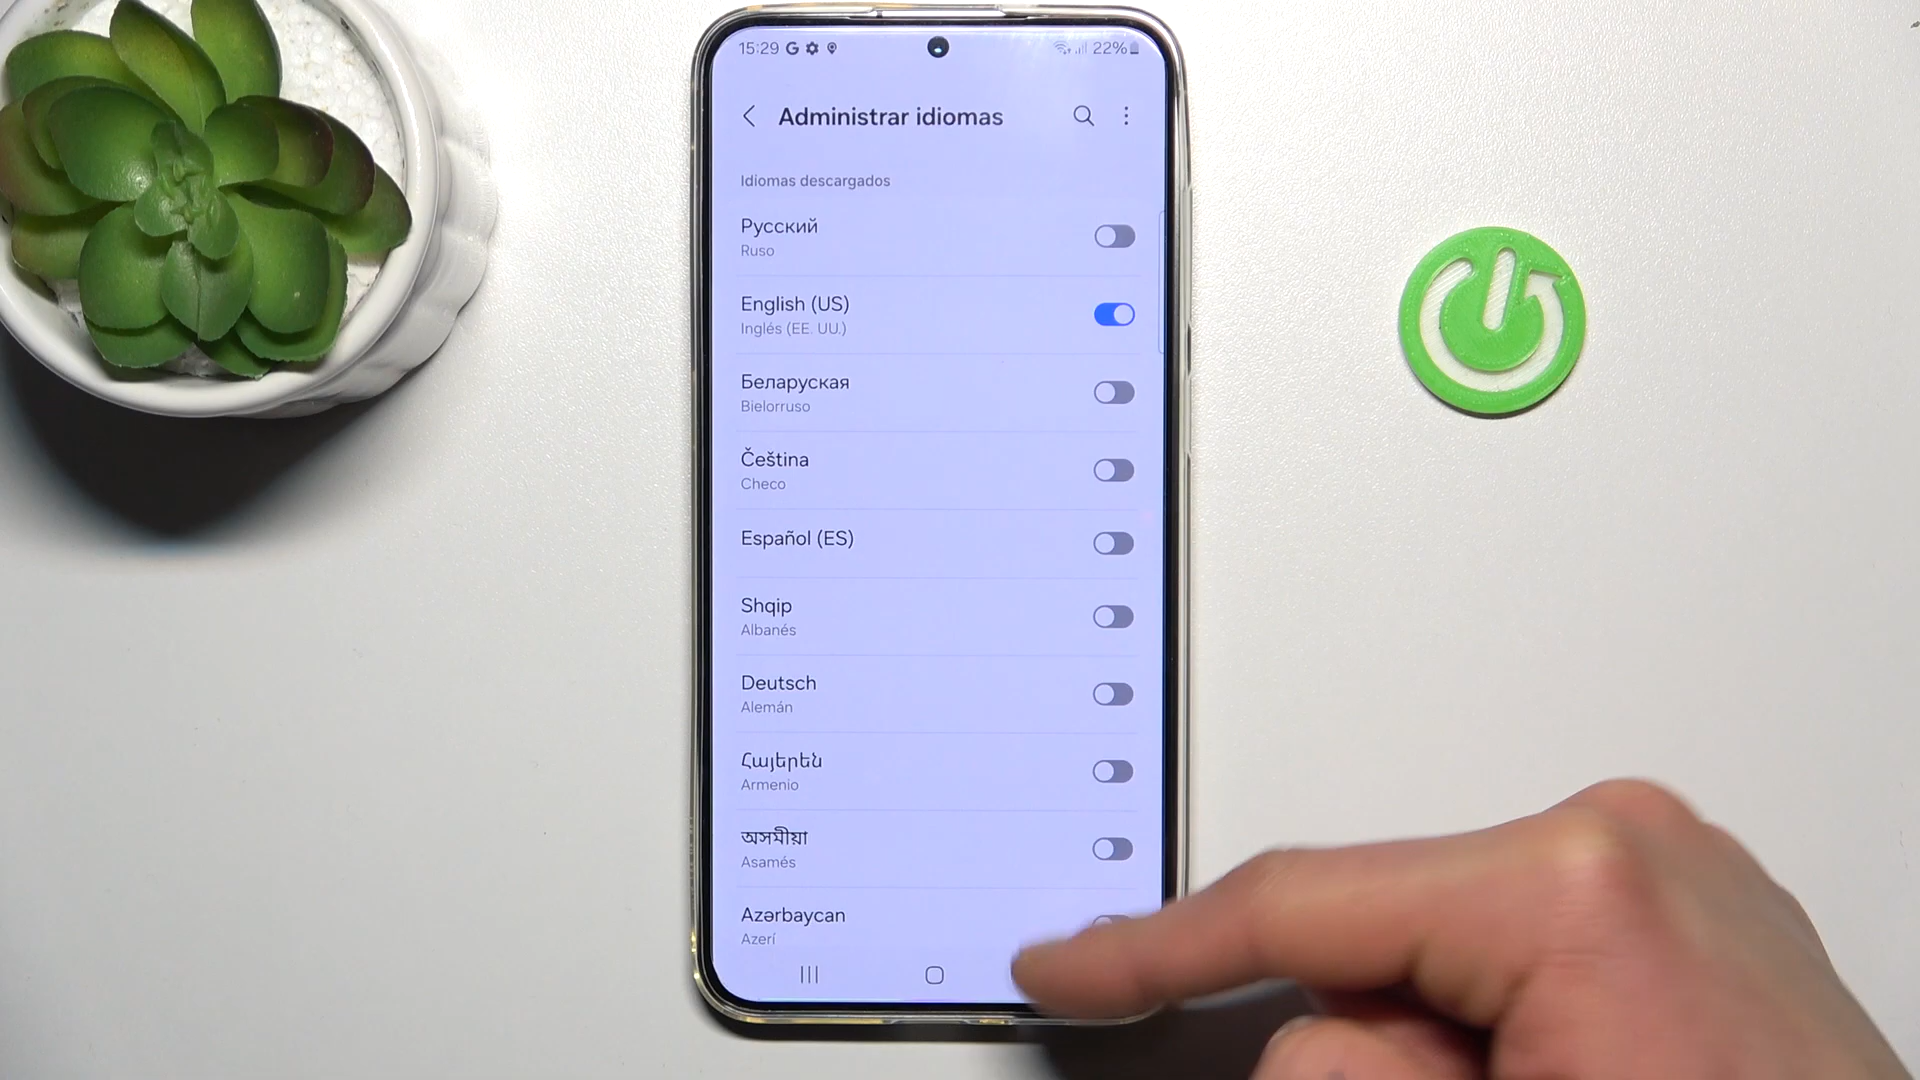 15:29 G 22%
Administrar idiomas
Idiomas descargados
Русский
Ruso
English (US)
Inglés (EE. UU.)
Беларуская
Bielorruso
Čeština
Checo
Español (ES)
Shqip
Albanés
Deutsch
Alemán
Հայերեն
Armenio
অসমীয়া
Asamés
Azərbaycan
Azerí